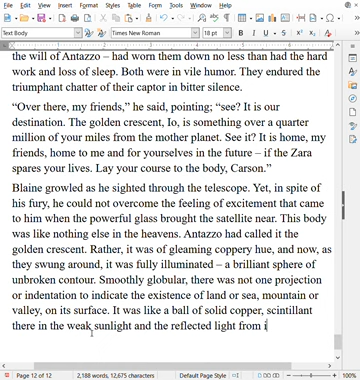 File Edit View Insert Format Styles Table Form Tools Window Help
Text Body Times New Roman 18 pt
the will of Antazzo – had worn them down no less than had the hard
work and loss of sleep. Both were in vile humor. They endured the
triumphant chatter of their captor in bitter silence.
“Over there, my friends,” he said, pointing; “see? It is our
destination. The golden crescent, Io, is something over a quarter
million of your miles from the mother planet. See it? It is home, my
friends, home to me and for yourselves in the future – if the Zara
spares your lives. Lay your course to the body, Carson.”
Blaine growled as he sighted through the telescope. Yet, in spite of
his fury, he could not overcome the feeling of excitement that came
to him when the powerful glass brought the satellite near. This body
was like nothing else in the heavens. Antazzo had called it the
golden crescent. Rather, it was of gleaming coppery hue, and now, as
they swung around, it was fully illuminated – a brilliant sphere of
unbroken contour. Smoothly globular, there was not one projection
or indentation to indicate the existence of land or sea, mountain or
valley, on its surface. It was like a ball of solid copper, scintillant
there in the weak sunlight and the reflected light from i
Page 12 of 12 2,188 words, 12,675 characters Default Page Style 100%